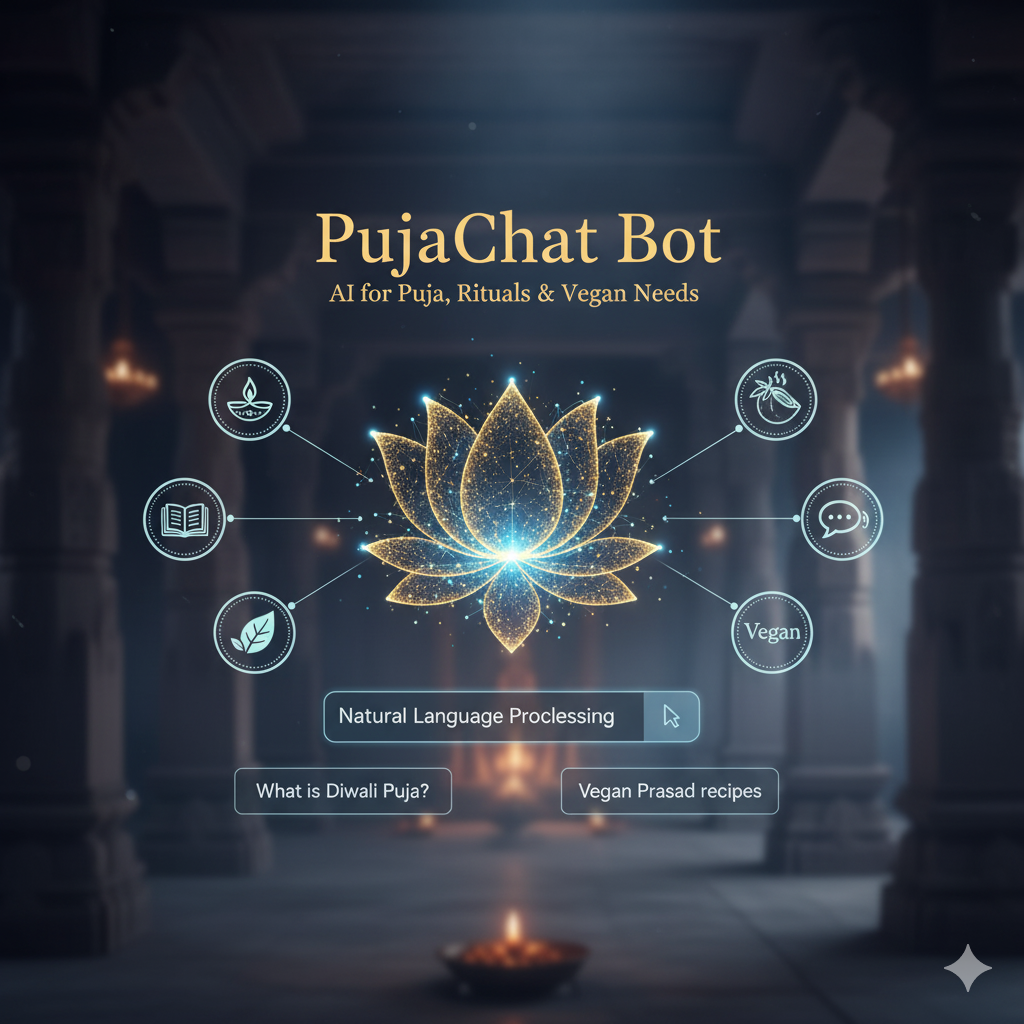 PujaChat Bot
AI for Puja, Rituals & Vegan Needs
Vegan
Natural Language Proclessing
What is Diwali Puja?
Vegan Prasad recipes